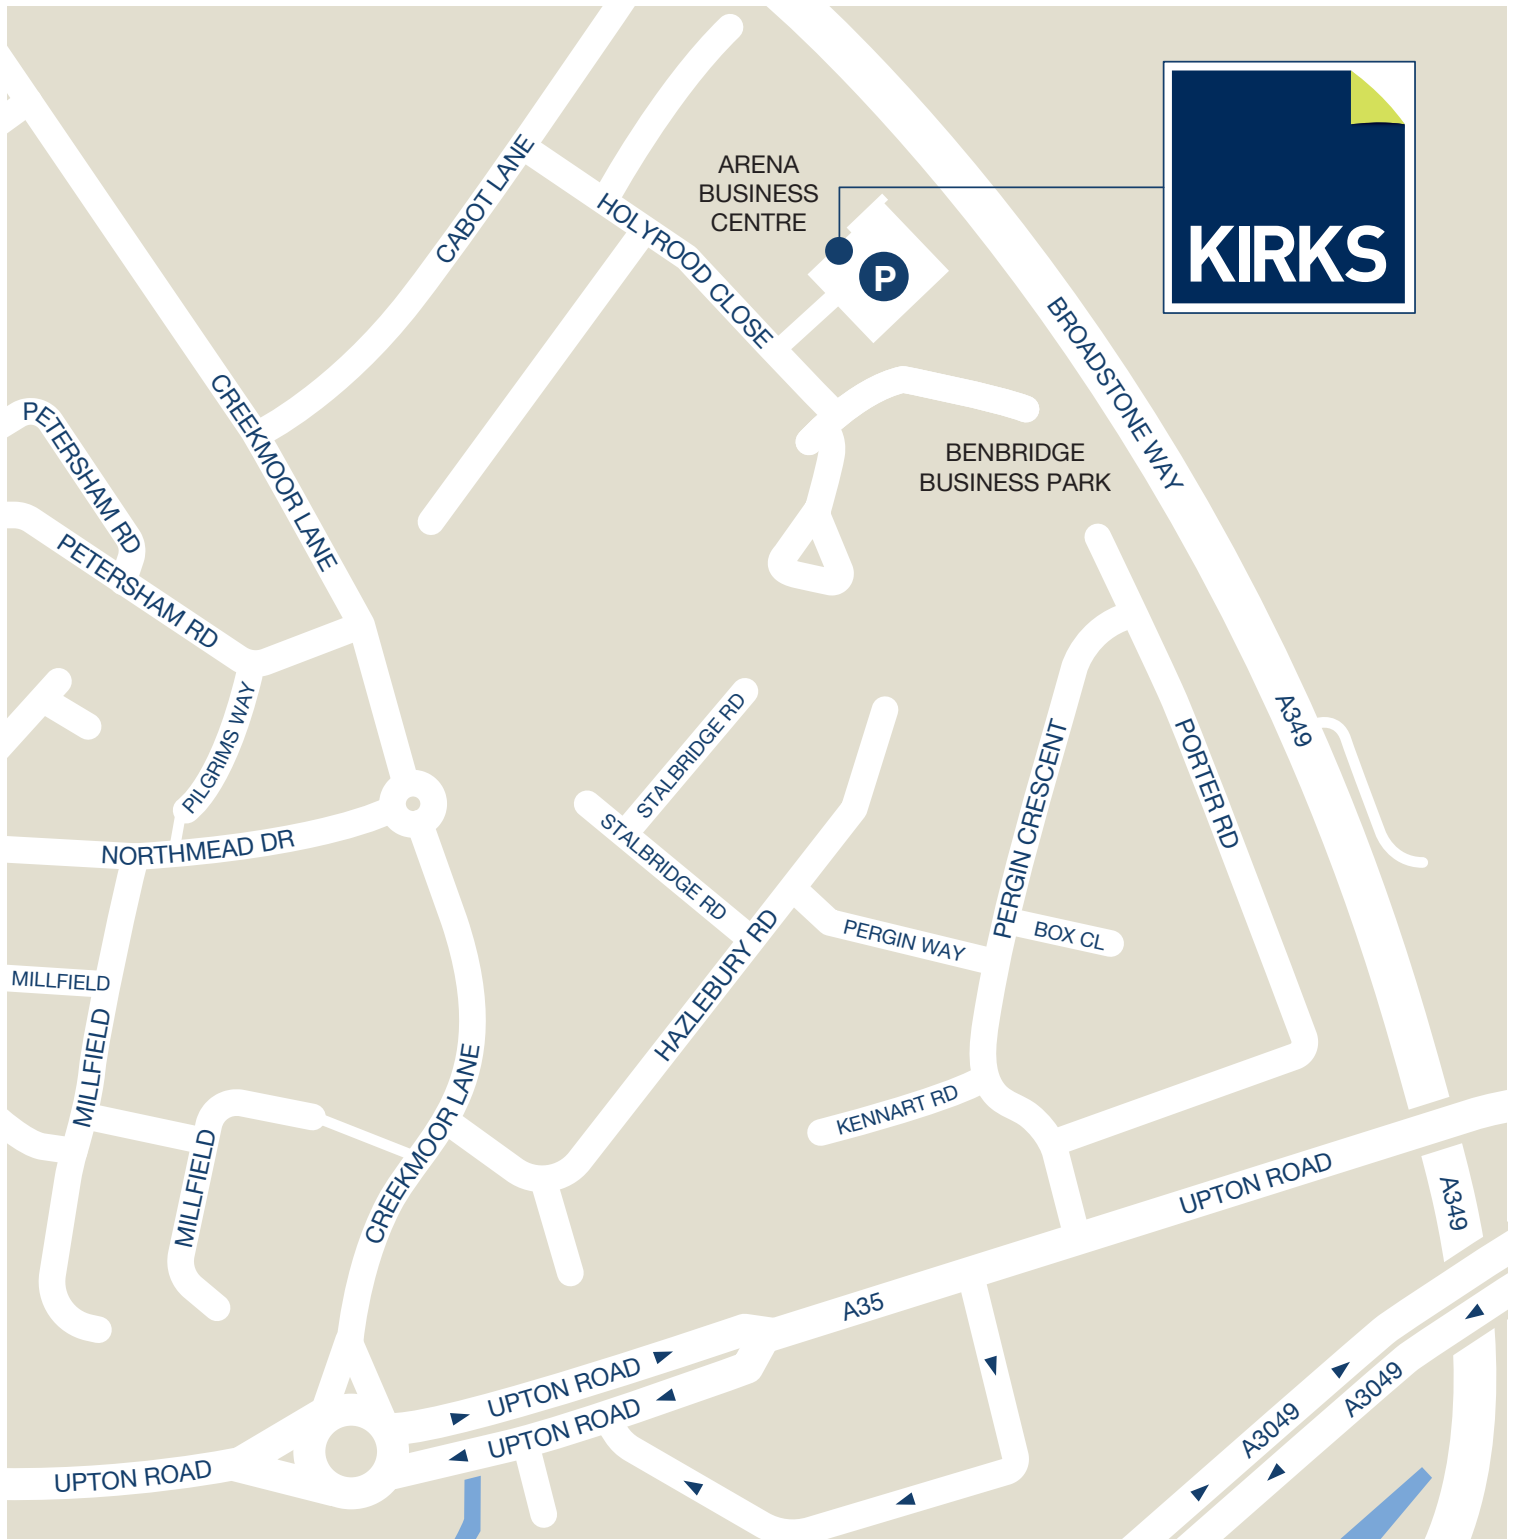 ARENA
BUSINESS
CENTRE
KIRKS
CABOT LANE
HOLYROOD CLOSE
P
BROADSTONE WAY
CREEKMOOR LANE
PETERSHAM RD
BENBRIDGE
BUSINESS PARK
PETERSHAM RD
PILGRIMS WAY
STALBRIDGE RD
A349
PERGIN CRESCENT
PORTER RD
NORTHMEAD DR
STALBRIDGE RD
HAZLEBURY RD
PERGIN WAY
BOX CL
MILLFIELD
MILLFIELD
CREEKMOOR LANE
KENNART RD
MILLFIELD
UPTON ROAD
A349
A35
UPTON ROAD
UPTON ROAD
A3049
A3049
UPTON ROAD